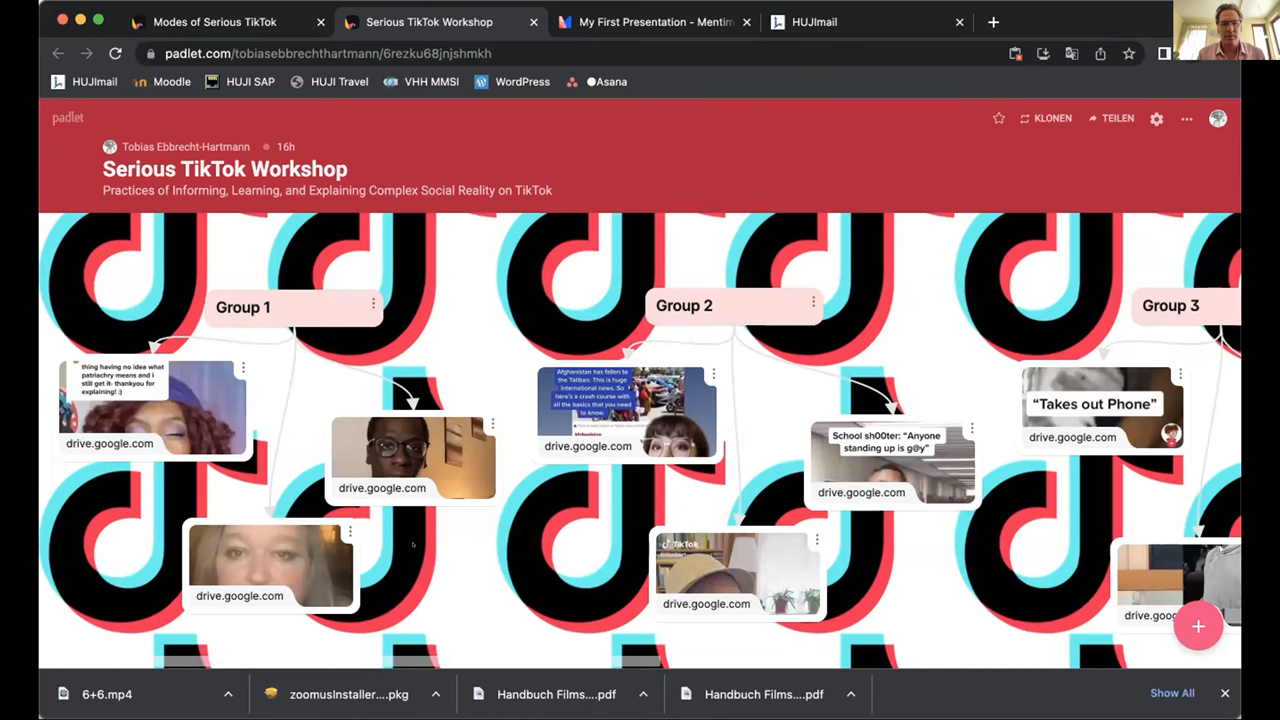 Modes of Serious TikTok
Serious TikTok Workshop
My First Presentation - Mentim
HUJImail
padlet.com/tobiasebbrechthartmann/6rezku68jnjshmkh
HUJImail
Moodle
HUJI SAP
HUJI Travel
VHH MMSI
WordPress
Asana
padlet
KLONEN
TEILEN
Tobias Ebbrecht-Hartmann
16h
Serious TikTok Workshop
Practices of Informing, Learning, and Explaining Complex Social Reality on TikTok
Group 1
Group 2
Group 3
thing having no idea what
patriachry means and i
still get it- thankyou for
explaining! :)
drive.google.com
drive.google.com
drive.google.com
Afghanistan has fallen to
the Taliban. This is huge
international news. So
here's a crash course with
all the basics that you need
to know.
drive.google.com
School sh00ter: "Anyone
standing up is g@y"
drive.google.com
TikTok
drive.google.com
"Takes out Phone"
drive.google.com
6+6.mp4
zoomusInstaller....pkg
Handbuch Films....pdf
Handbuch Films....pdf
Show All